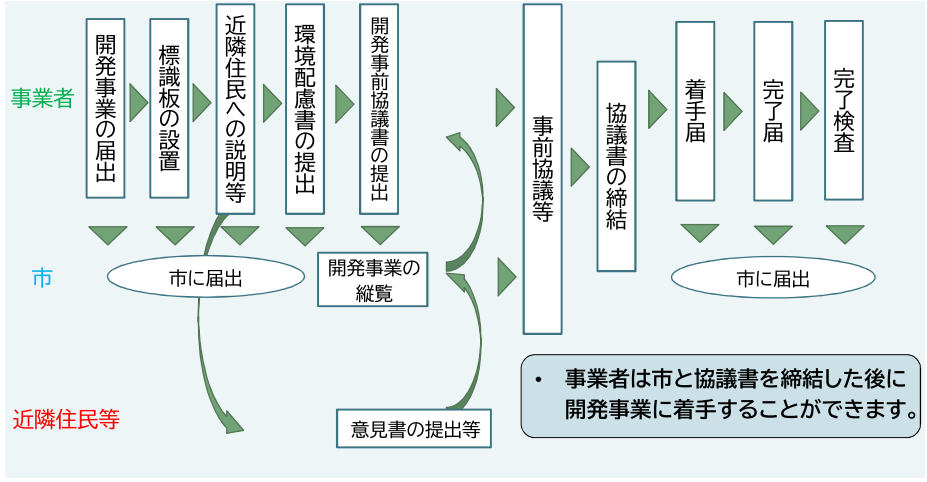 事業者
開発事業の届出
標識板の設置
近隣住民への説明等
環境配慮書の提出
開発事前協議書の提出
事前協議等
協議書の締結
着手届
完了届
完了検査
市
市に届出
開発事業の
縦覧
市に届出
近隣住民等
意見書の提出等
・ 事業者は市と協議書を締結した後に
開発事業に着手することができます。